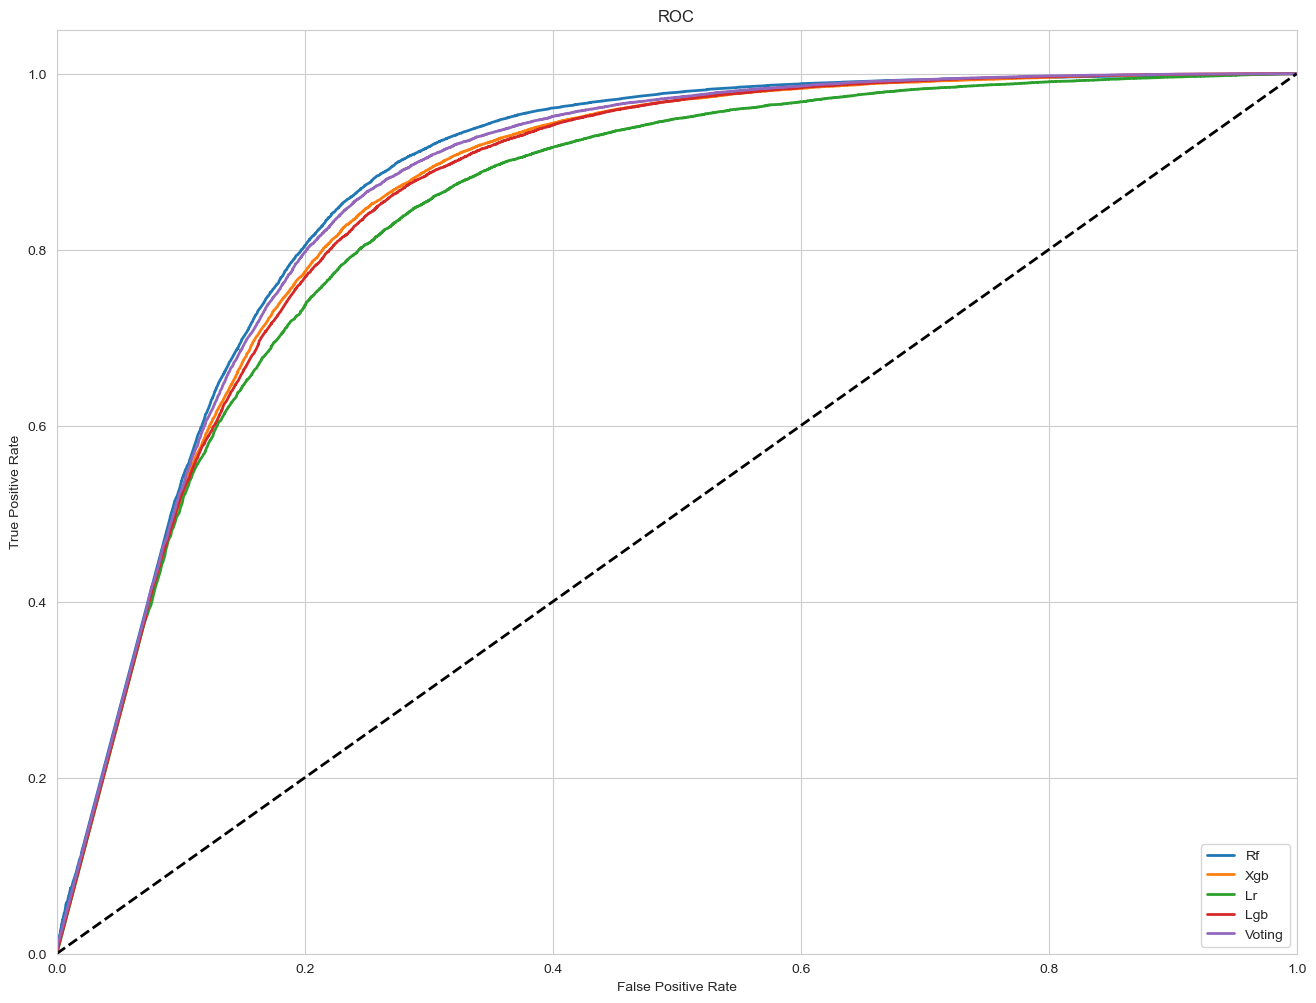 ROC
True Positive Rate
1.0
0.8
0.6
0.4
0.2
0.0
0.0 0.2 0.4 0.6 0.8 1.0
False Positive Rate
Rf
Xgb
Lr
Lgb
Voting